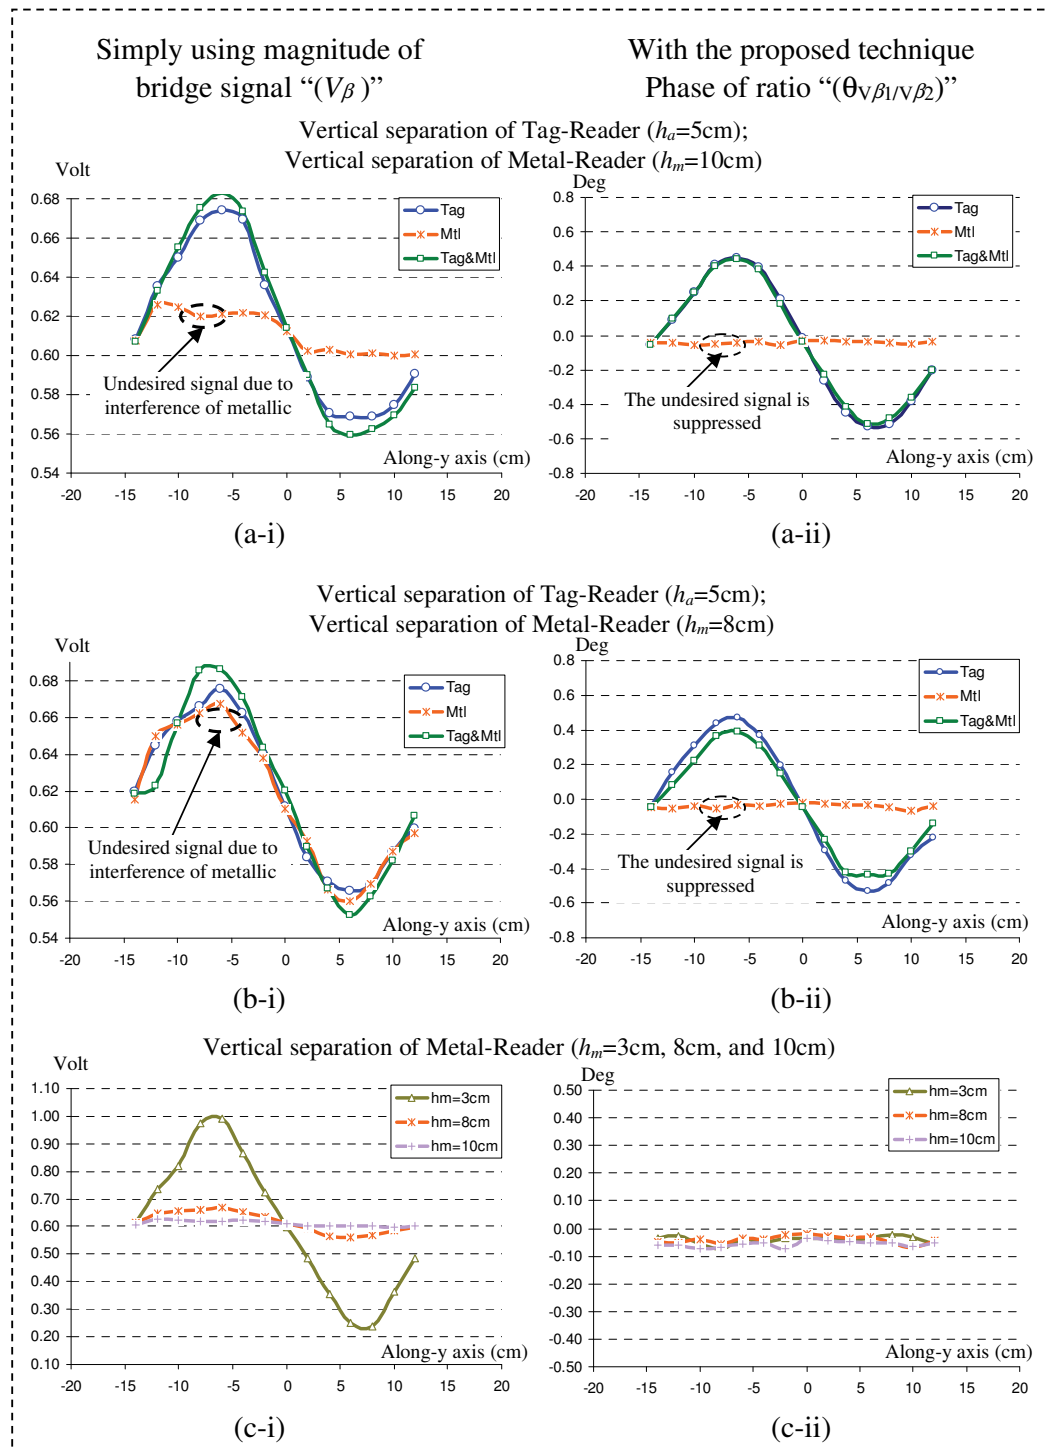 Simply using magnitude of
bridge signal “(Vβ)”
With the proposed technique
Phase of ratio “(θVβ1/Vβ2)”
Vertical separation of Tag-Reader (ha=5cm);
Vertical separation of Metal-Reader (hm=10cm)
Volt
0.68
0.66
0.64
0.62
0.60
0.58
0.56
0.54
Tag
Mtl
Tag&Mtl
Undesired signal due to
interference of metallic
Along-y axis (cm)
-20 -15 -10 -5 0 5 10 15 20
(a-i)
Deg
0.8
0.6
0.4
0.2
0.0
-0.2
-0.4
-0.6
-0.8
Tag
Mtl
Tag&Mtl
The undesired signal is
suppressed
Along-y axis (cm)
-20 -15 -10 -5 0 5 10 15 20
(a-ii)
Vertical separation of Tag-Reader (ha=5cm);
Vertical separation of Metal-Reader (hm=8cm)
Volt
0.68
0.66
0.64
0.62
0.60
0.58
0.56
0.54
Tag
Mtl
Tag&Mtl
Undesired signal due to
interference of metallic
Along-y axis (cm)
-20 -15 -10 -5 0 5 10 15 20
(b-i)
Deg
0.8
0.6
0.4
0.2
0.0
-0.2
-0.4
-0.6
-0.8
Tag
Mtl
Tag&Mtl
The undesired signal is
suppressed
Along-y axis (cm)
-20 -15 -10 -5 0 5 10 15 20
(b-ii)
Vertical separation of Metal-Reader (hm=3cm, 8cm, and 10cm)
Volt
1.10
1.00
0.90
0.80
0.70
0.60
0.50
0.40
0.30
0.20
0.10
hm=3cm
hm=8cm
hm=10cm
Along-y axis (cm)
-20 -15 -10 -5 0 5 10 15 20
(c-i)
Deg
0.50
0.40
0.30
0.20
0.10
0.00
-0.10
-0.20
-0.30
-0.40
-0.50
hm=3cm
hm=8cm
hm=10cm
Along-y axis (cm)
-20 -15 -10 -5 0 5 10 15 20
(c-ii)